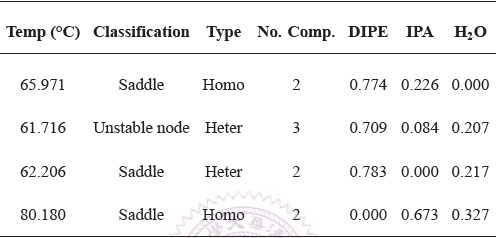 Temp (°C) Classification Type No. Comp. DIPE IPA H₂O
65.971 Saddle Homo 2 0.774 0.226 0.000
61.716 Unstable node Heter 3 0.709 0.084 0.207
62.206 Saddle Heter 2 0.783 0.000 0.217
80.180 Saddle Homo 2 0.000 0.673 0.327